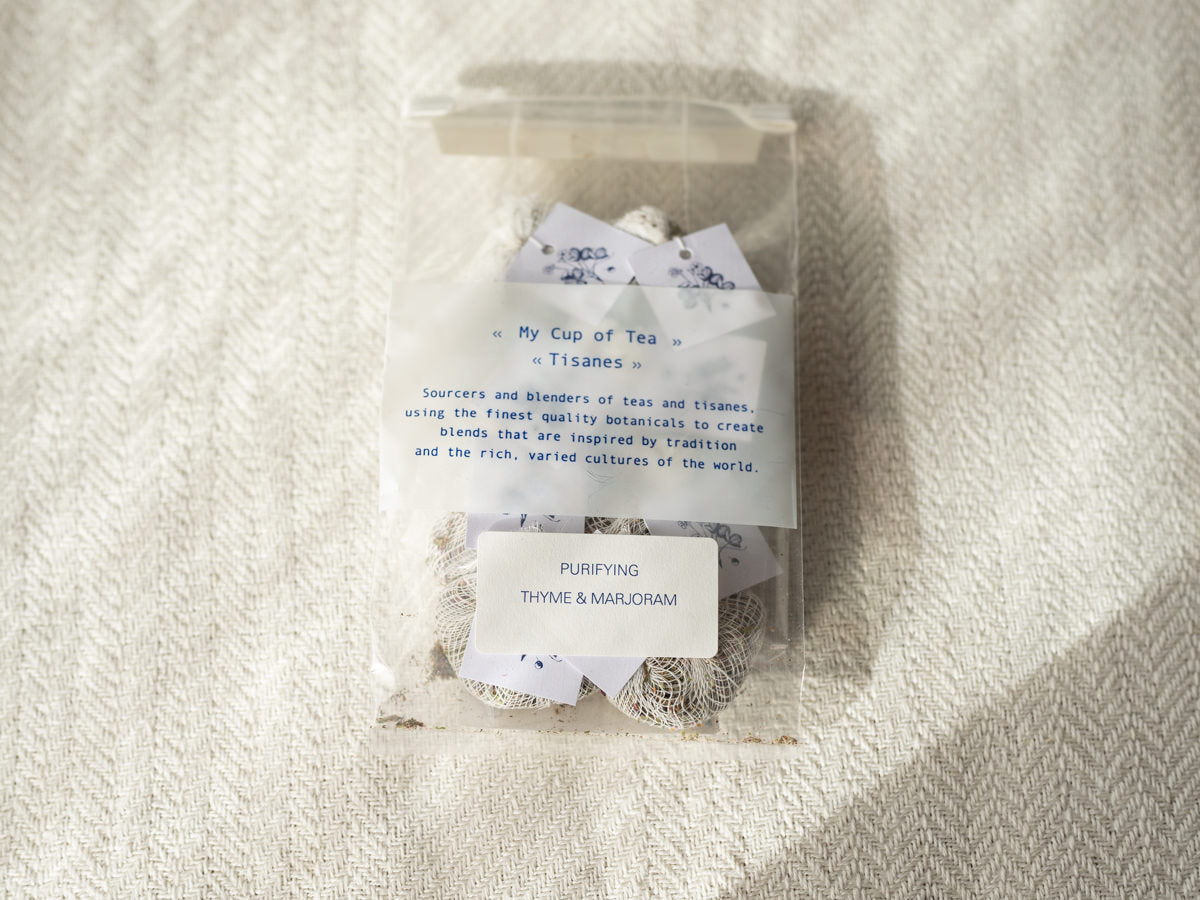 « My Cup of Tea »
« Tisanes »
Sourcers and blenders of teas and tisanes,
using the finest quality botanicals to create
blends that are inspired by tradition
and the rich, varied cultures of the world.
PURIFYING
THYME & MARJORAM